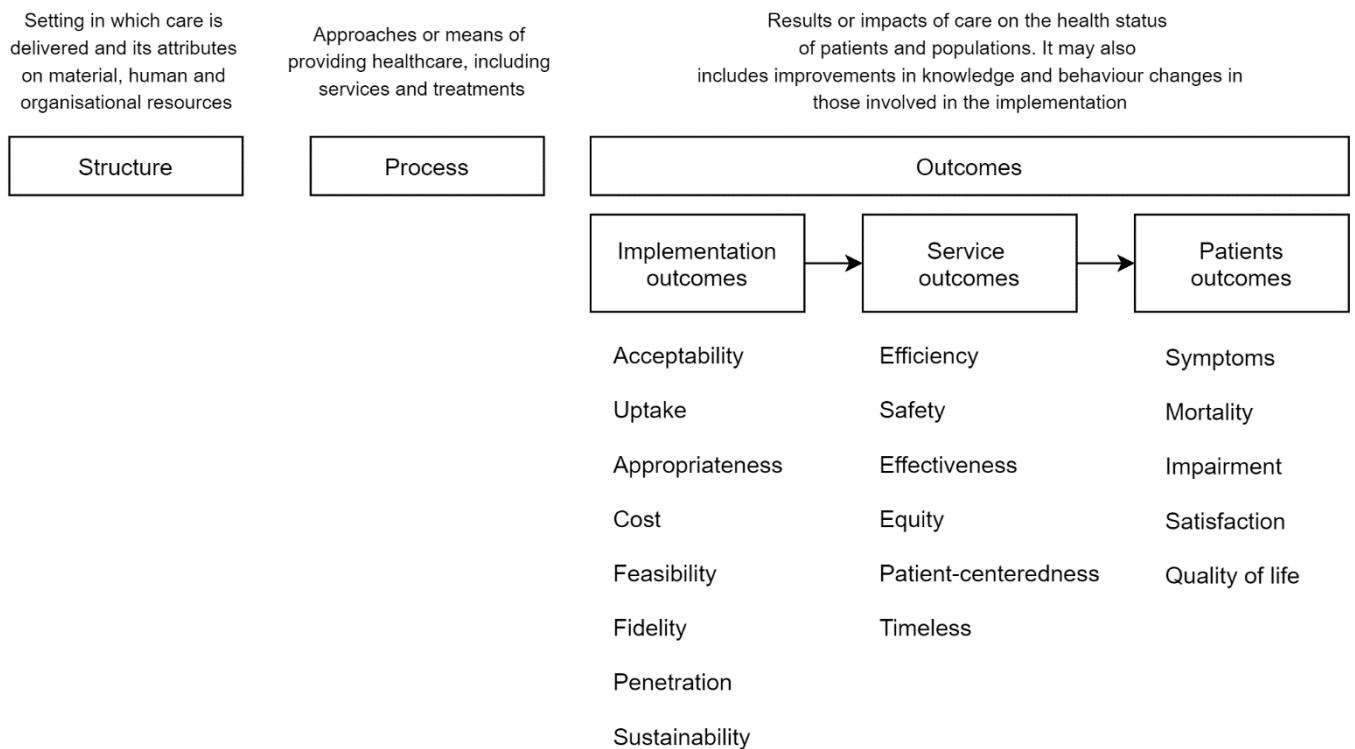 Setting in which care is
delivered and its attributes
on material, human and
organisational resources
Approaches or means of
providing healthcare, including
services and treatments
Results or impacts of care on the health status
of patients and populations. It may also
includes improvements in knowledge and behaviour changes in
those involved in the implementation
Structure
Process
Outcomes
Implementation
outcomes
Service
outcomes
Patients
outcomes
Acceptability
Uptake
Appropriateness
Cost
Feasibility
Fidelity
Penetration
Sustainability
Efficiency
Safety
Effectiveness
Equity
Patient-centeredness
Timeless
Symptoms
Mortality
Impairment
Satisfaction
Quality of life